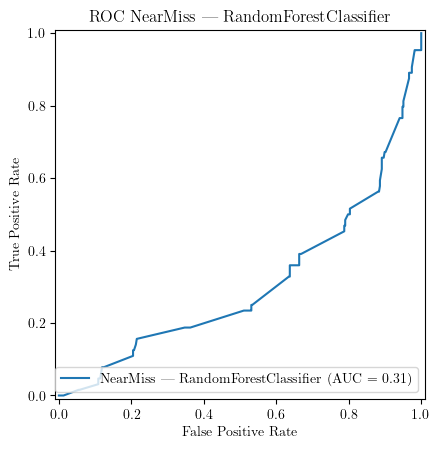 ROC NearMiss — RandomForestClassifier
1.0
0.8
0.6
0.4
0.2
0.0
True Positive Rate
NearMiss — RandomForestClassifier (AUC = 0.31)
0.0 0.2 0.4 0.6 0.8 1.0
False Positive Rate